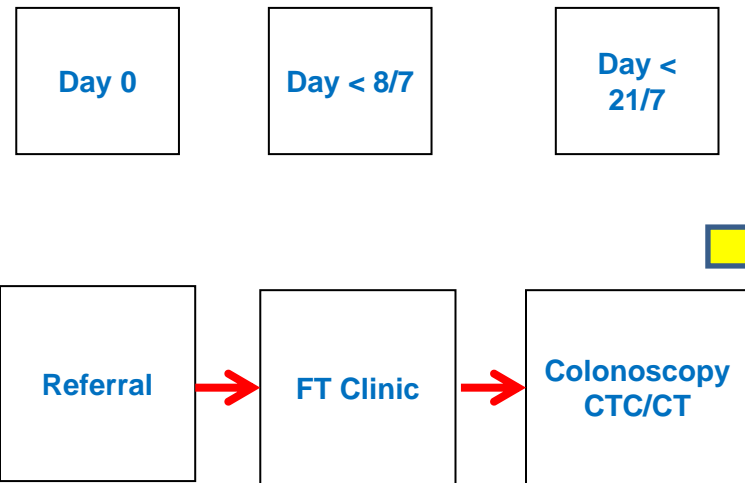 Day 0
Day < 8/7
Day <
21/7
Referral
FT Clinic
Colonoscopy
CTC/CT